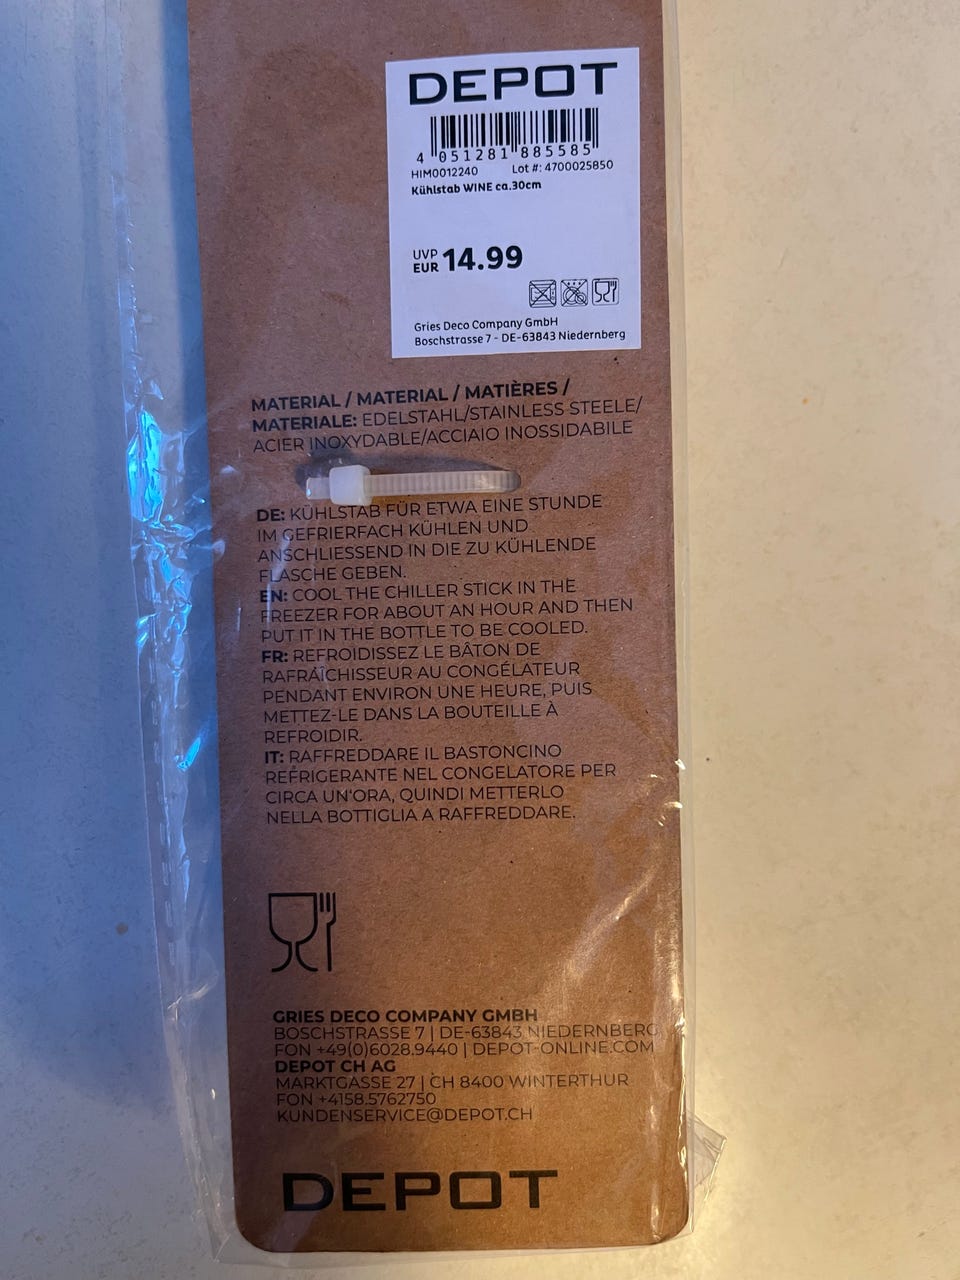 DEPOT
4 051281 885585
HIM0012240 Lot #: 4700025850
Kühlstab WINE ca.30cm
UVP
EUR 14.99
Gries Deco Company GmbH
Boschstrasse 7 - DE-63843 Niedernberg
MATERIAL / MATERIAL / MATIÈRES /
MATERIALE: EDELSTAHL/STAINLESS STEELE/
ACIER INOXYDABLE/ACCIAIO INOSSIDABILE
DE: KÜHLSTAB FÜR ETWA EINE STUNDE
IM GEFRIERFACH KÜHLEN UND
ANSCHLIESSEND IN DIE ZU KÜHLENDE
FLASCHE GEBEN.
EN: COOL THE CHILLER STICK IN THE
FREEZER FOR ABOUT AN HOUR AND THEN
PUT IT IN THE BOTTLE TO BE COOLED.
FR: REFROIDISSEZ LE BÂTON DE
RAFRAÎCHISSEUR AU CONGÉLATEUR
PENDANT ENVIRON UNE HEURE, PUIS
METTEZ-LE DANS LA BOUTEILLE À
REFROIDIR.
IT: RAFFREDDARE IL BASTONCINO
REFRIGERANTE NEL CONGELATORE PER
CIRCA UN'ORA, QUINDI METTERLO
NELLA BOTTIGLIA A RAFFREDDARE.
GRIES DECO COMPANY GMBH
BOSCHSTRASSE 7 | DE-63843 NIEDERNBERG
FON +49(0)6028.9440 | DEPOT-ONLINE.COM
DEPOT CH AG
MARKTGASSE 27 | CH 8400 WINTERTHUR
FON +4158.5762750
KUNDENSERVICE@DEPOT.CH
DEPOT